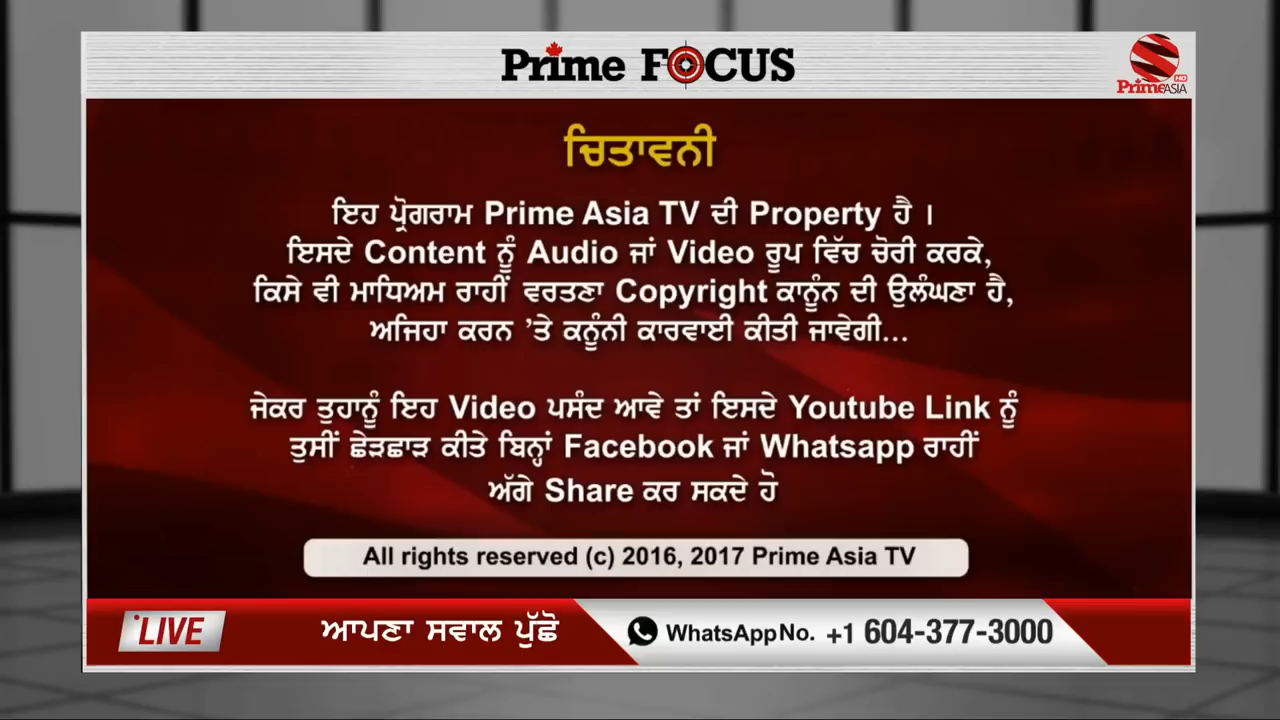 Prime FOCUS
PrimeASIA HD
ਚਿਤਾਵਨੀ
ਇਹ ਪ੍ਰੋਗਰਾਮ Prime Asia TV ਦੀ Property ਹੈ ।
ਇਸਦੇ Content ਨੂੰ Audio ਜਾਂ Video ਰੂਪ ਵਿੱਚ ਚੋਰੀ ਕਰਕੇ,
ਕਿਸੇ ਵੀ ਮਾਧਿਅਮ ਰਾਹੀਂ ਵਰਤਣਾ Copyright ਕਾਨੂੰਨ ਦੀ ਉਲੰਘਣਾ ਹੈ,
ਅਜਿਹਾ ਕਰਨ ’ਤੇ ਕਨੂੰਨੀ ਕਾਰਵਾਈ ਕੀਤੀ ਜਾਵੇਗੀ...
ਜੇਕਰ ਤੁਹਾਨੂੰ ਇਹ Video ਪਸੰਦ ਆਵੇ ਤਾਂ ਇਸਦੇ Youtube Link ਨੂੰ
ਤੁਸੀਂ ਛੇੜਛਾੜ ਕੀਤੇ ਬਿਨ੍ਹਾਂ Facebook ਜਾਂ Whatsapp ਰਾਹੀਂ
ਅੱਗੇ Share ਕਰ ਸਕਦੇ ਹੋ
All rights reserved (c) 2016, 2017 Prime Asia TV
LIVE ਆਪਣਾ ਸਵਾਲ ਪੁੱਛੋ WhatsApp No. +1 604-377-3000